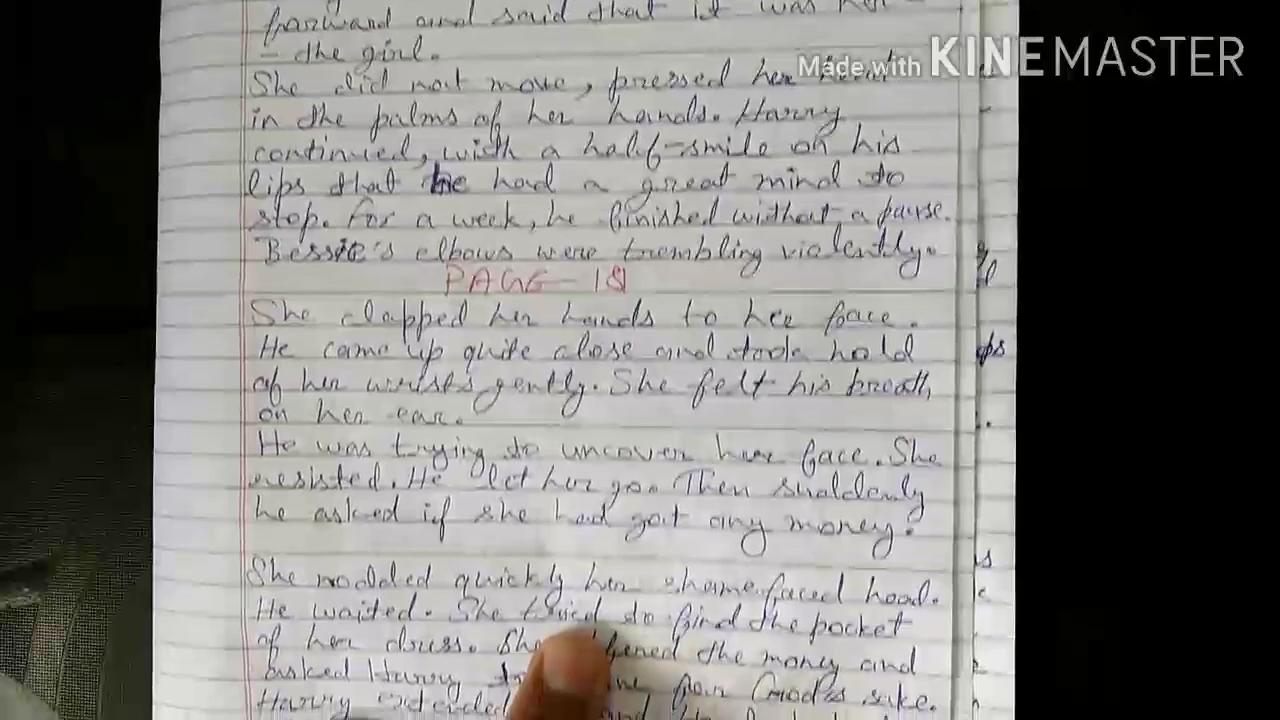 forward and said that it was her -
- the girl.
Made with KINEMASTER
She did not move, pressed her
in the palms of her hands. Harry
continued, with a half-smile on his
lips that he had a great mind to
stop. For a week, he finished without a pause.
Bessie's elbows were trembling violently.
PAGE - 181
She clapped her hands to her face.
He came up quite close and took hold
of her wrists gently. She felt his breath
on her ear.
He was trying to uncover her face. She
resisted. He let her go. Then suddenly
he asked if she had got any money.
She nodded quickly her shamefaced head.
He waited. She tried to find the pocket
of her dress. She the money and
asked Harry for God's sake.
Harry extended
ps